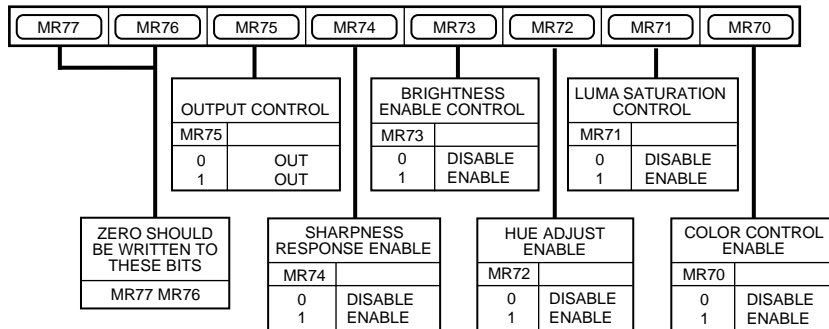 MR77 MR76 MR75 MR74 MR73 MR72 MR71 MR70
OUTPUT CONTROL
MR75
0 OUT
1 OUT
BRIGHTNESS
ENABLE CONTROL
MR73
0 DISABLE
1 ENABLE
LUMA SATURATION
CONTROL
MR71
0 DISABLE
1 ENABLE
ZERO SHOULD
BE WRITTEN TO
THESE BITS
MR77 MR76
SHARPNESS
RESPONSE ENABLE
MR74
0 DISABLE
1 ENABLE
HUE ADJUST
ENABLE
MR72
0 DISABLE
1 ENABLE
COLOR CONTROL
ENABLE
MR70
0 DISABLE
1 ENABLE